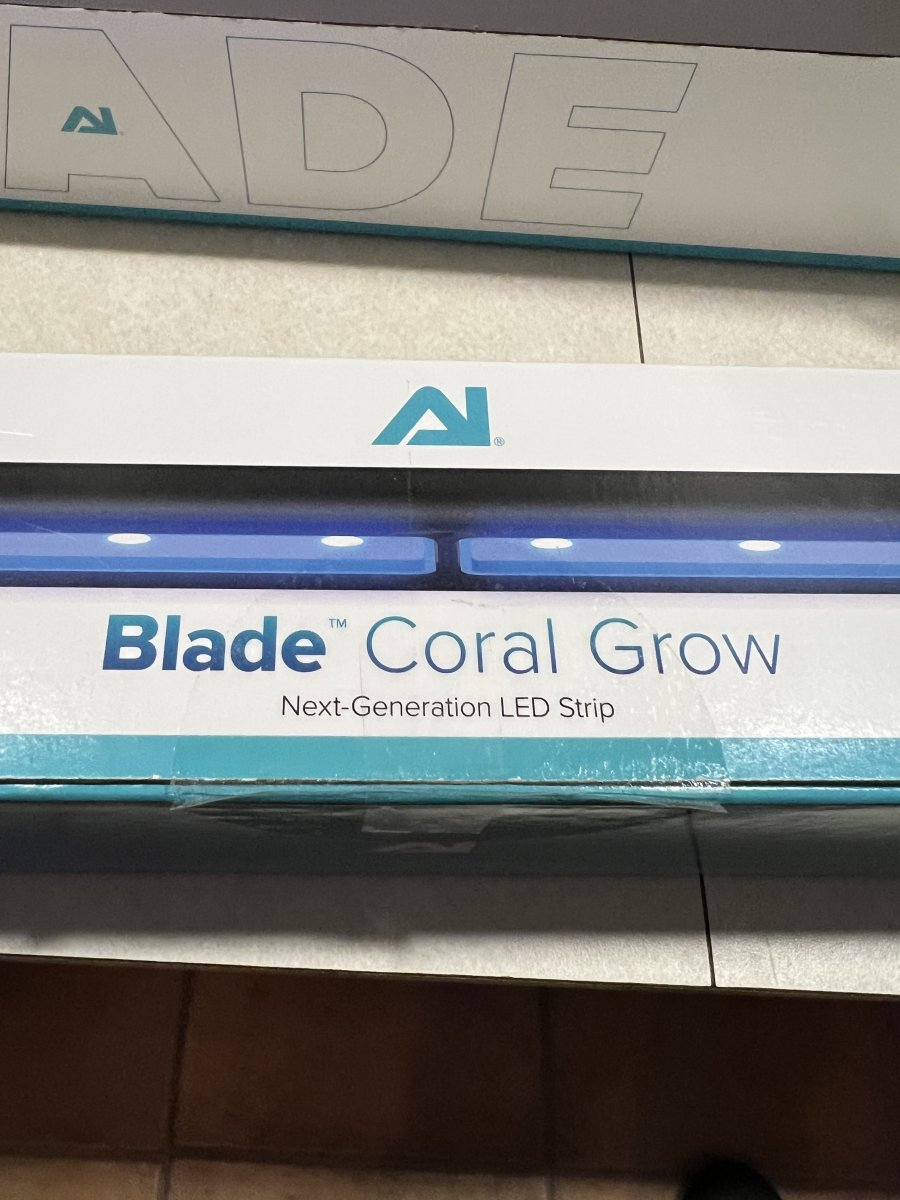 ADE
AI
AI®
Blade™ Coral Grow
Next-Generation LED Strip